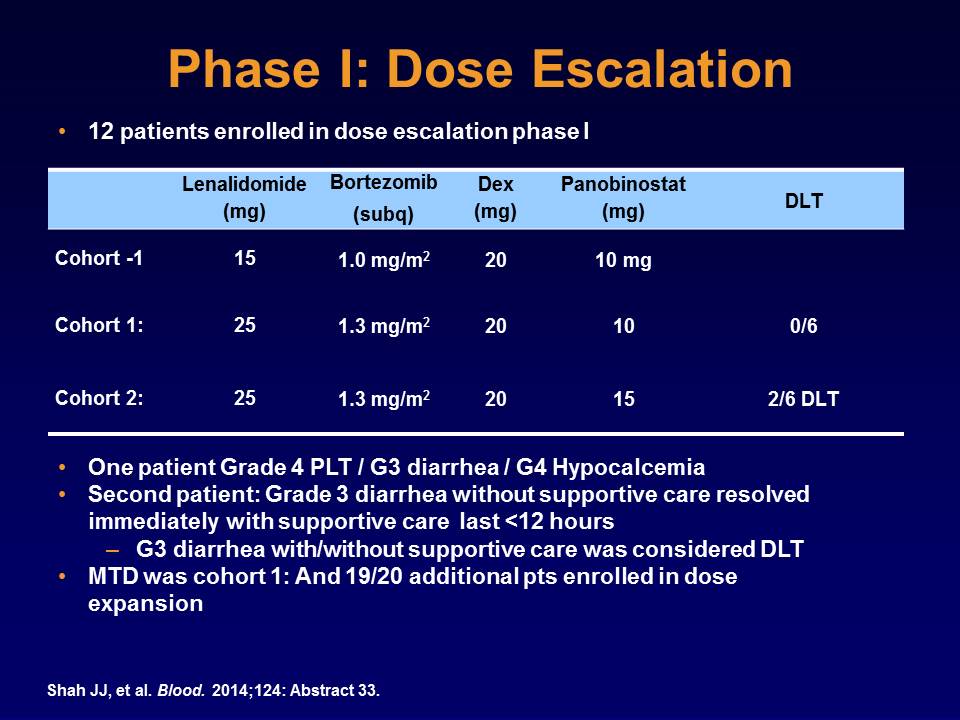 Phase I: Dose Escalation
• 12 patients enrolled in dose escalation phase I
Lenalidomide (mg) Bortezomib (subq) Dex (mg) Panobinostat (mg) DLT
Cohort -1 15 1.0 mg/m² 20 10 mg
Cohort 1: 25 1.3 mg/m² 20 10 0/6
Cohort 2: 25 1.3 mg/m² 20 15 2/6 DLT
• One patient Grade 4 PLT / G3 diarrhea / G4 Hypocalcemia
• Second patient: Grade 3 diarrhea without supportive care resolved
immediately with supportive care last <12 hours
– G3 diarrhea with/without supportive care was considered DLT
• MTD was cohort 1: And 19/20 additional pts enrolled in dose
expansion
Shah JJ, et al. Blood. 2014;124: Abstract 33.